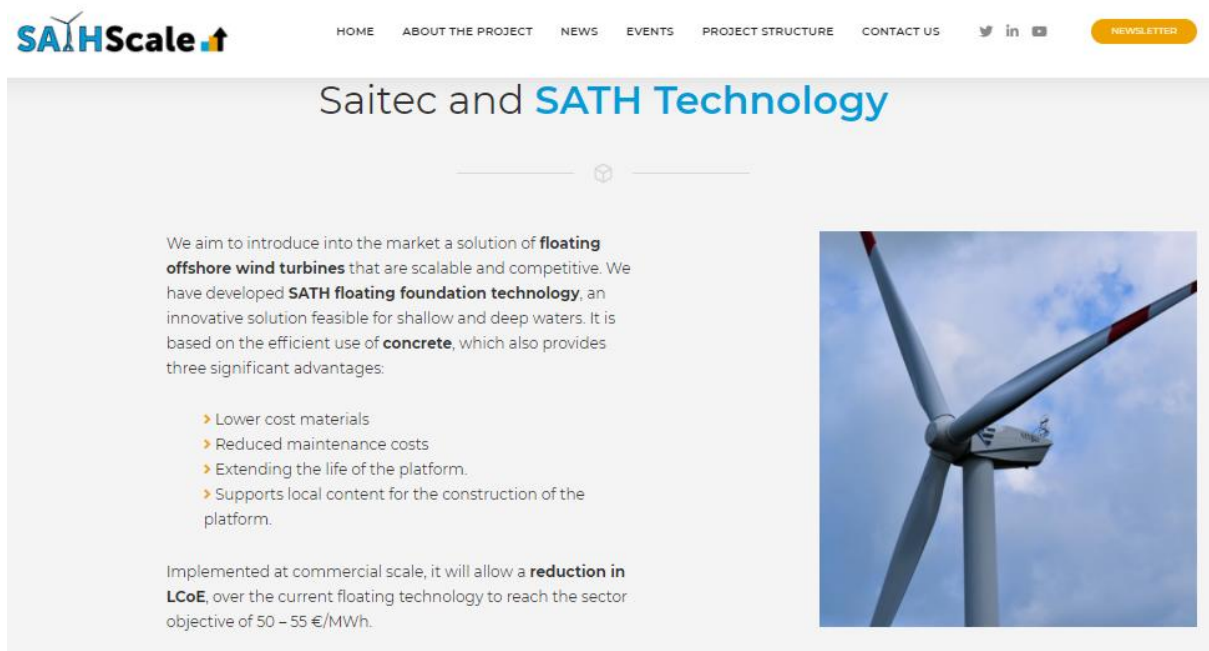 SATHScale
HOME ABOUT THE PROJECT NEWS EVENTS PROJECT STRUCTURE CONTACT US
NEWSLETTER
Saitec and SATH Technology
We aim to introduce into the market a solution of floating
offshore wind turbines that are scalable and competitive. We
have developed SATH floating foundation technology, an
innovative solution feasible for shallow and deep waters. It is
based on the efficient use of concrete, which also provides
three significant advantages:
> Lower cost materials
> Reduced maintenance costs
> Extending the life of the platform.
> Supports local content for the construction of the
platform.
Implemented at commercial scale, it will allow a reduction in
LCoE, over the current floating technology to reach the sector
objective of 50 – 55 €/MWh.